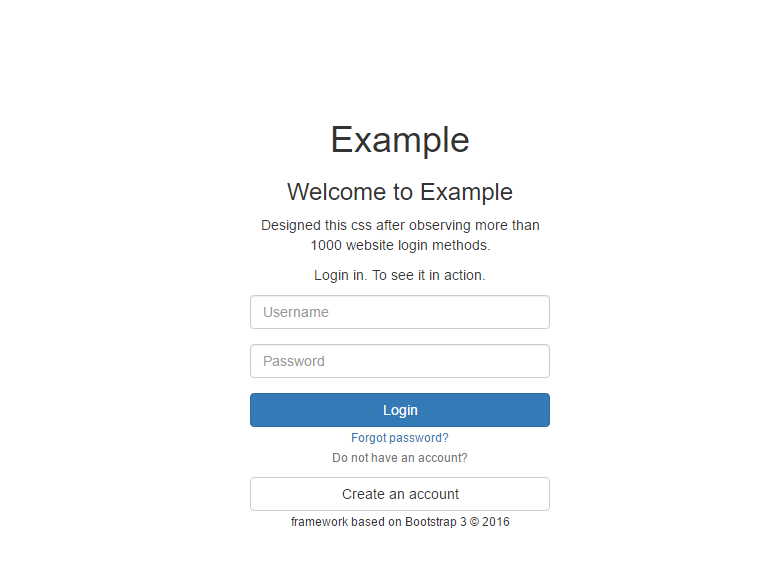 Example
Welcome to Example
Designed this css after observing more than
1000 website login methods.
Login in. To see it in action.
Username
Password
Login
Forgot password?
Do not have an account?
Create an account
framework based on Bootstrap 3 © 2016